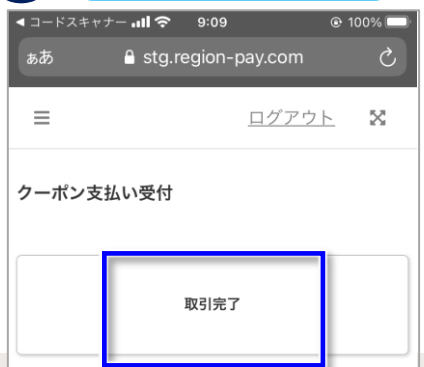 ◀ コードスキャナー 9:09 100%
ぁあ stg.region-pay.com
ログアウト
クーポン支払い受付
取引完了